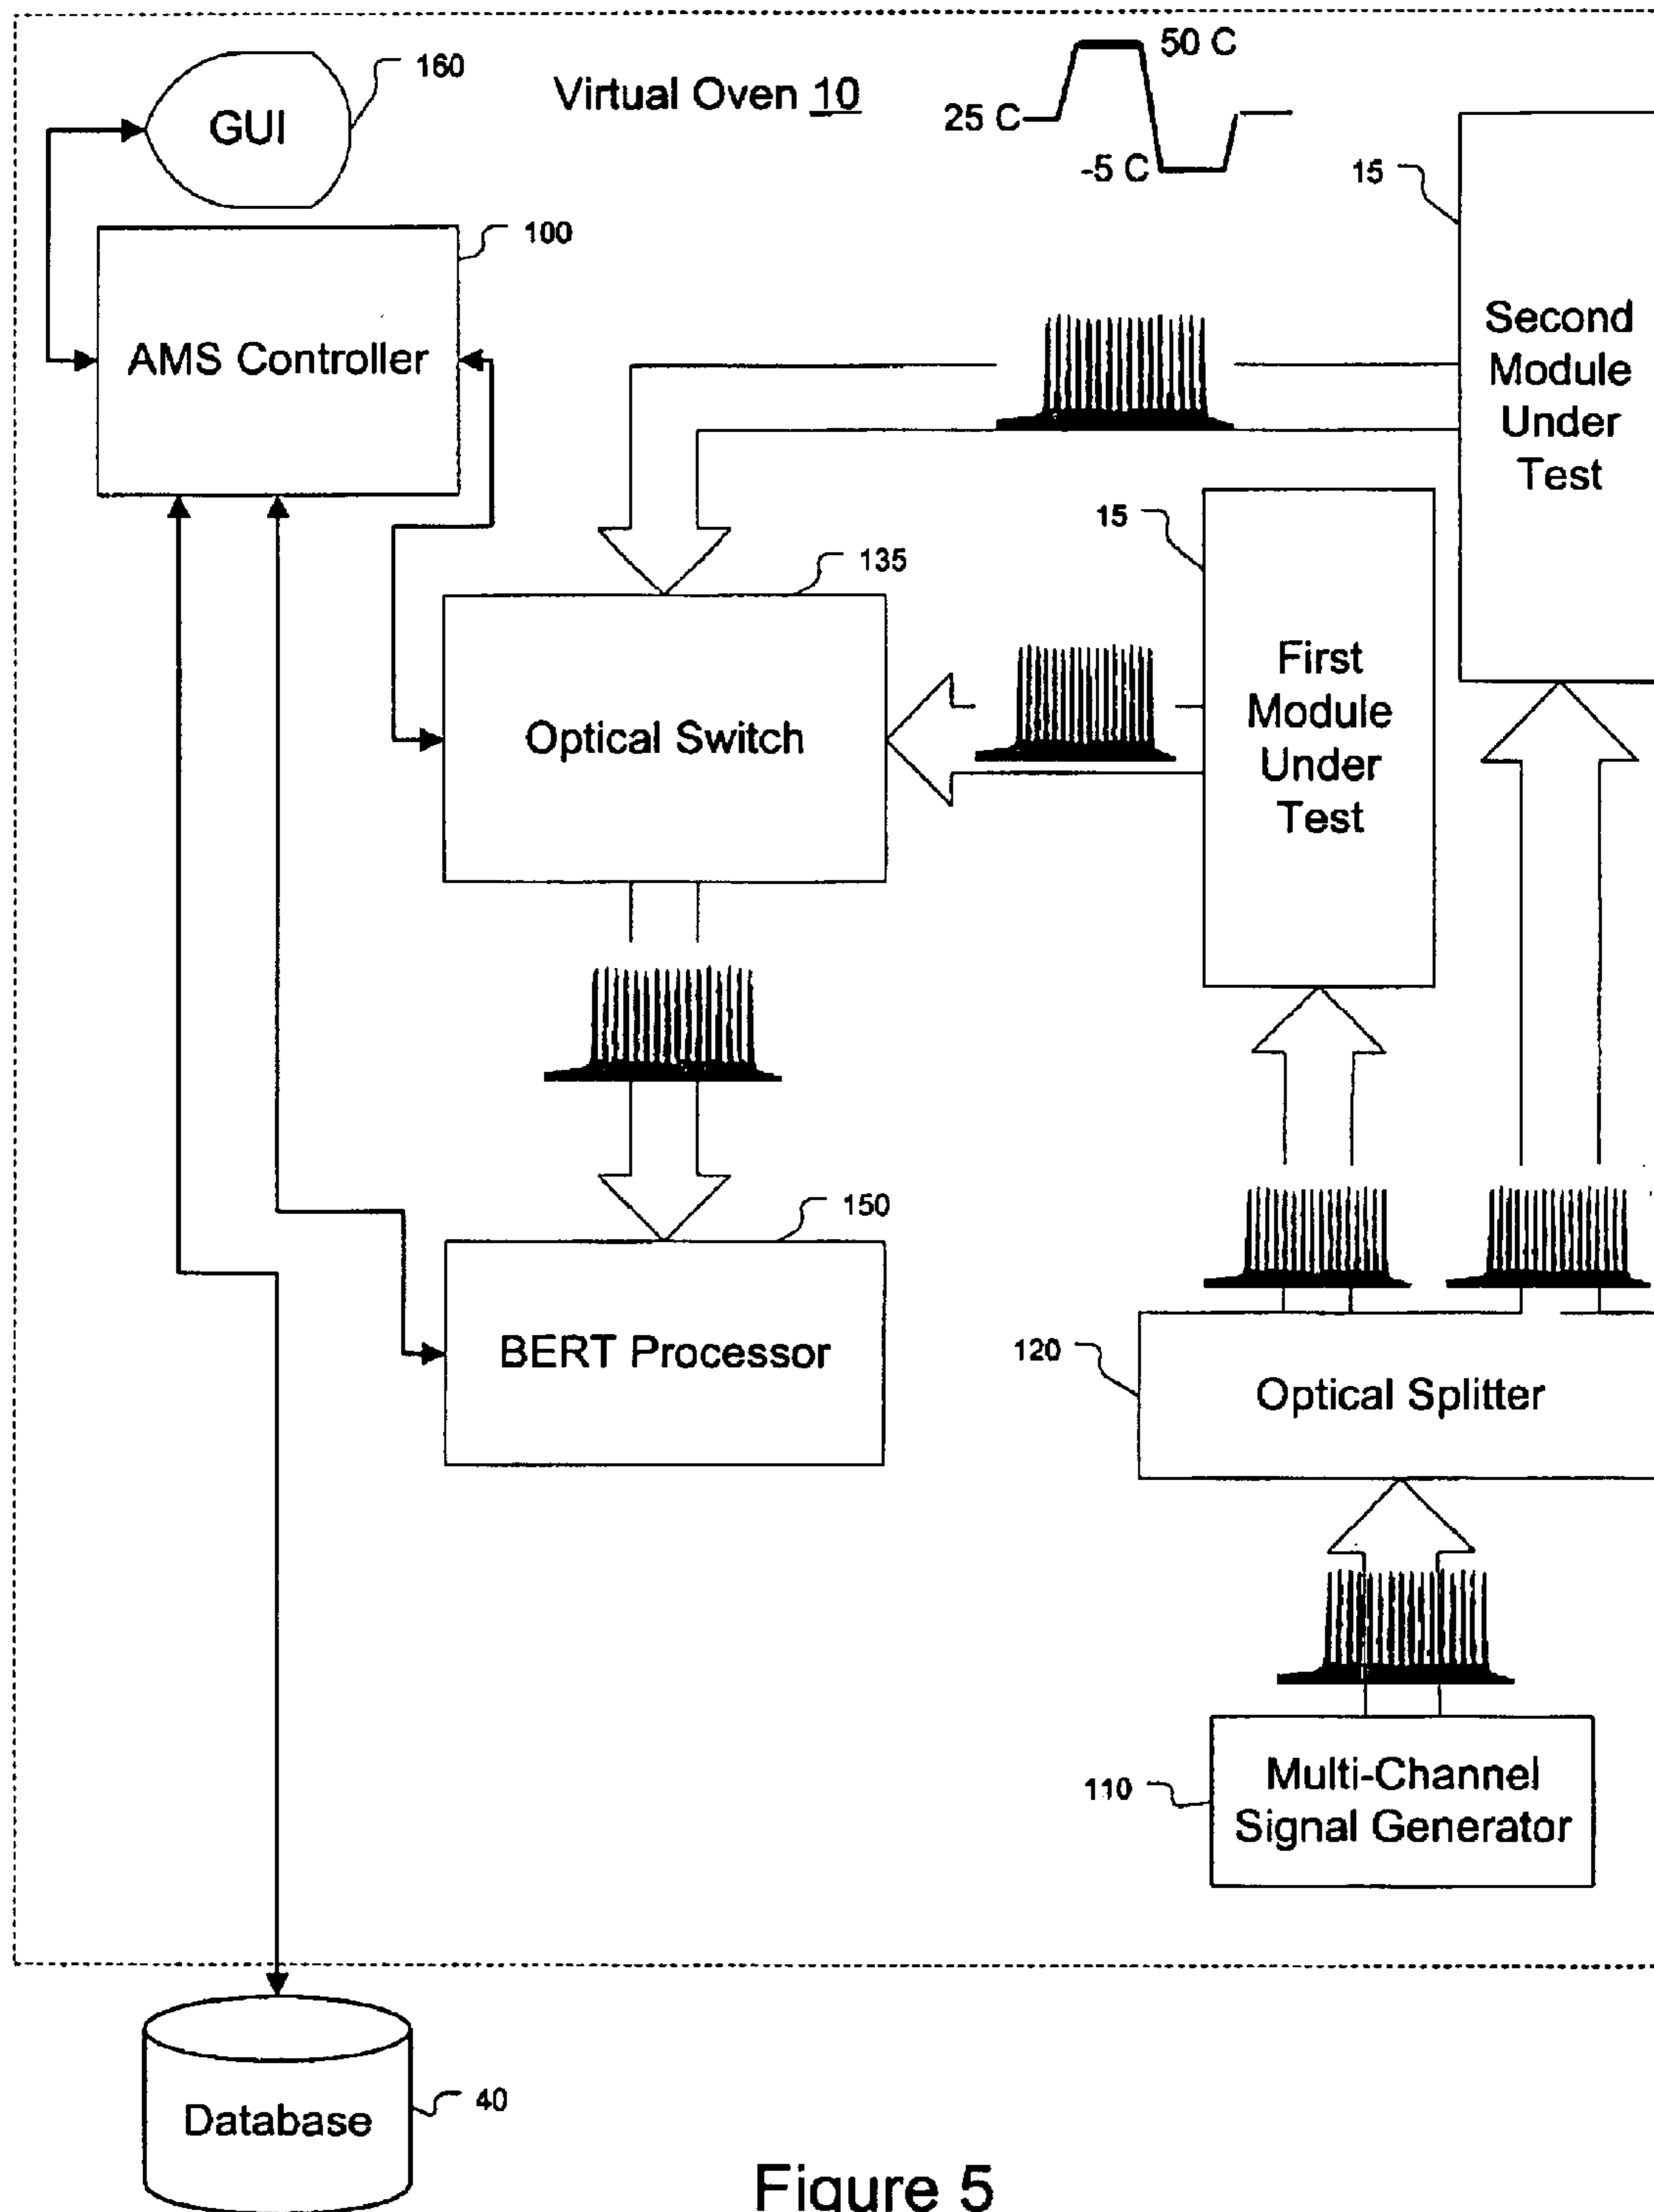 50 C
160
Virtual Oven 10
GUI
25 C
-5 C
15
100
AMS Controller
Second
Module
Under
Test
15
135
First
Module
Under
Test
Optical Switch
150
BERT Processor
120
Optical Splitter
110
Multi-Channel
Signal Generator
40
Database
Figure 5